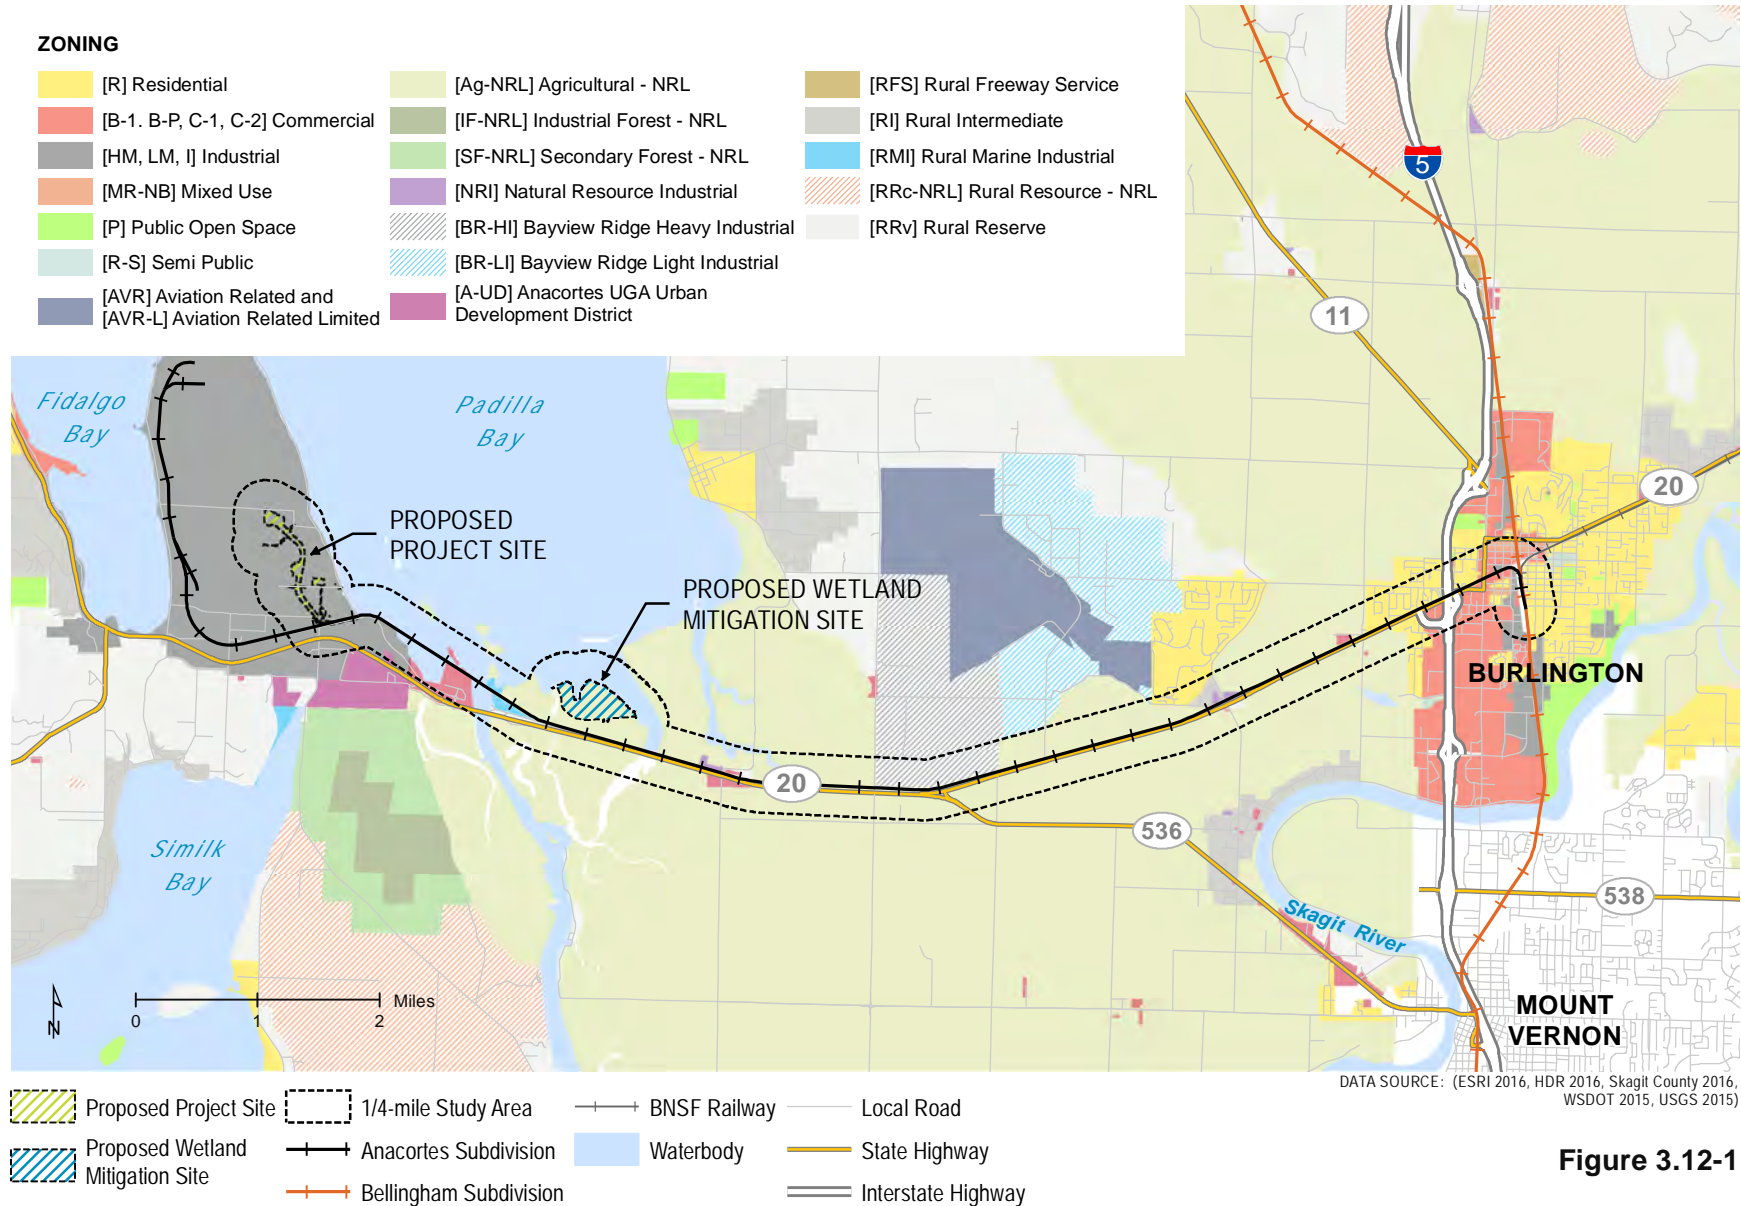 ZONING
[R] Residential
[B-1. B-P, C-1, C-2] Commercial
[HM, LM, I] Industrial
[MR-NB] Mixed Use
[P] Public Open Space
[R-S] Semi Public
[AVR] Aviation Related and
[AVR-L] Aviation Related Limited
[Ag-NRL] Agricultural - NRL
[IF-NRL] Industrial Forest - NRL
[SF-NRL] Secondary Forest - NRL
[NRI] Natural Resource Industrial
[BR-HI] Bayview Ridge Heavy Industrial
[BR-LI] Bayview Ridge Light Industrial
[A-UD] Anacortes UGA Urban
Development District
[RFS] Rural Freeway Service
[RI] Rural Intermediate
[RMI] Rural Marine Industrial
[RRc-NRL] Rural Resource - NRL
[RRv] Rural Reserve
5
11
Fidalgo
Bay
Padilla
Bay
20
PROPOSED
PROJECT SITE
PROPOSED WETLAND
MITIGATION SITE
BURLINGTON
20
536
Similk
Bay
538
Skagit River
Miles
0
1
2
N
MOUNT
VERNON
DATA SOURCE: (ESRI 2016, HDR 2016, Skagit County 2016,
WSDOT 2015, USGS 2015)
Proposed Project Site
Proposed Wetland
Mitigation Site
1/4-mile Study Area
Anacortes Subdivision
Bellingham Subdivision
BNSF Railway
Waterbody
Local Road
State Highway
Interstate Highway
Figure 3.12-1